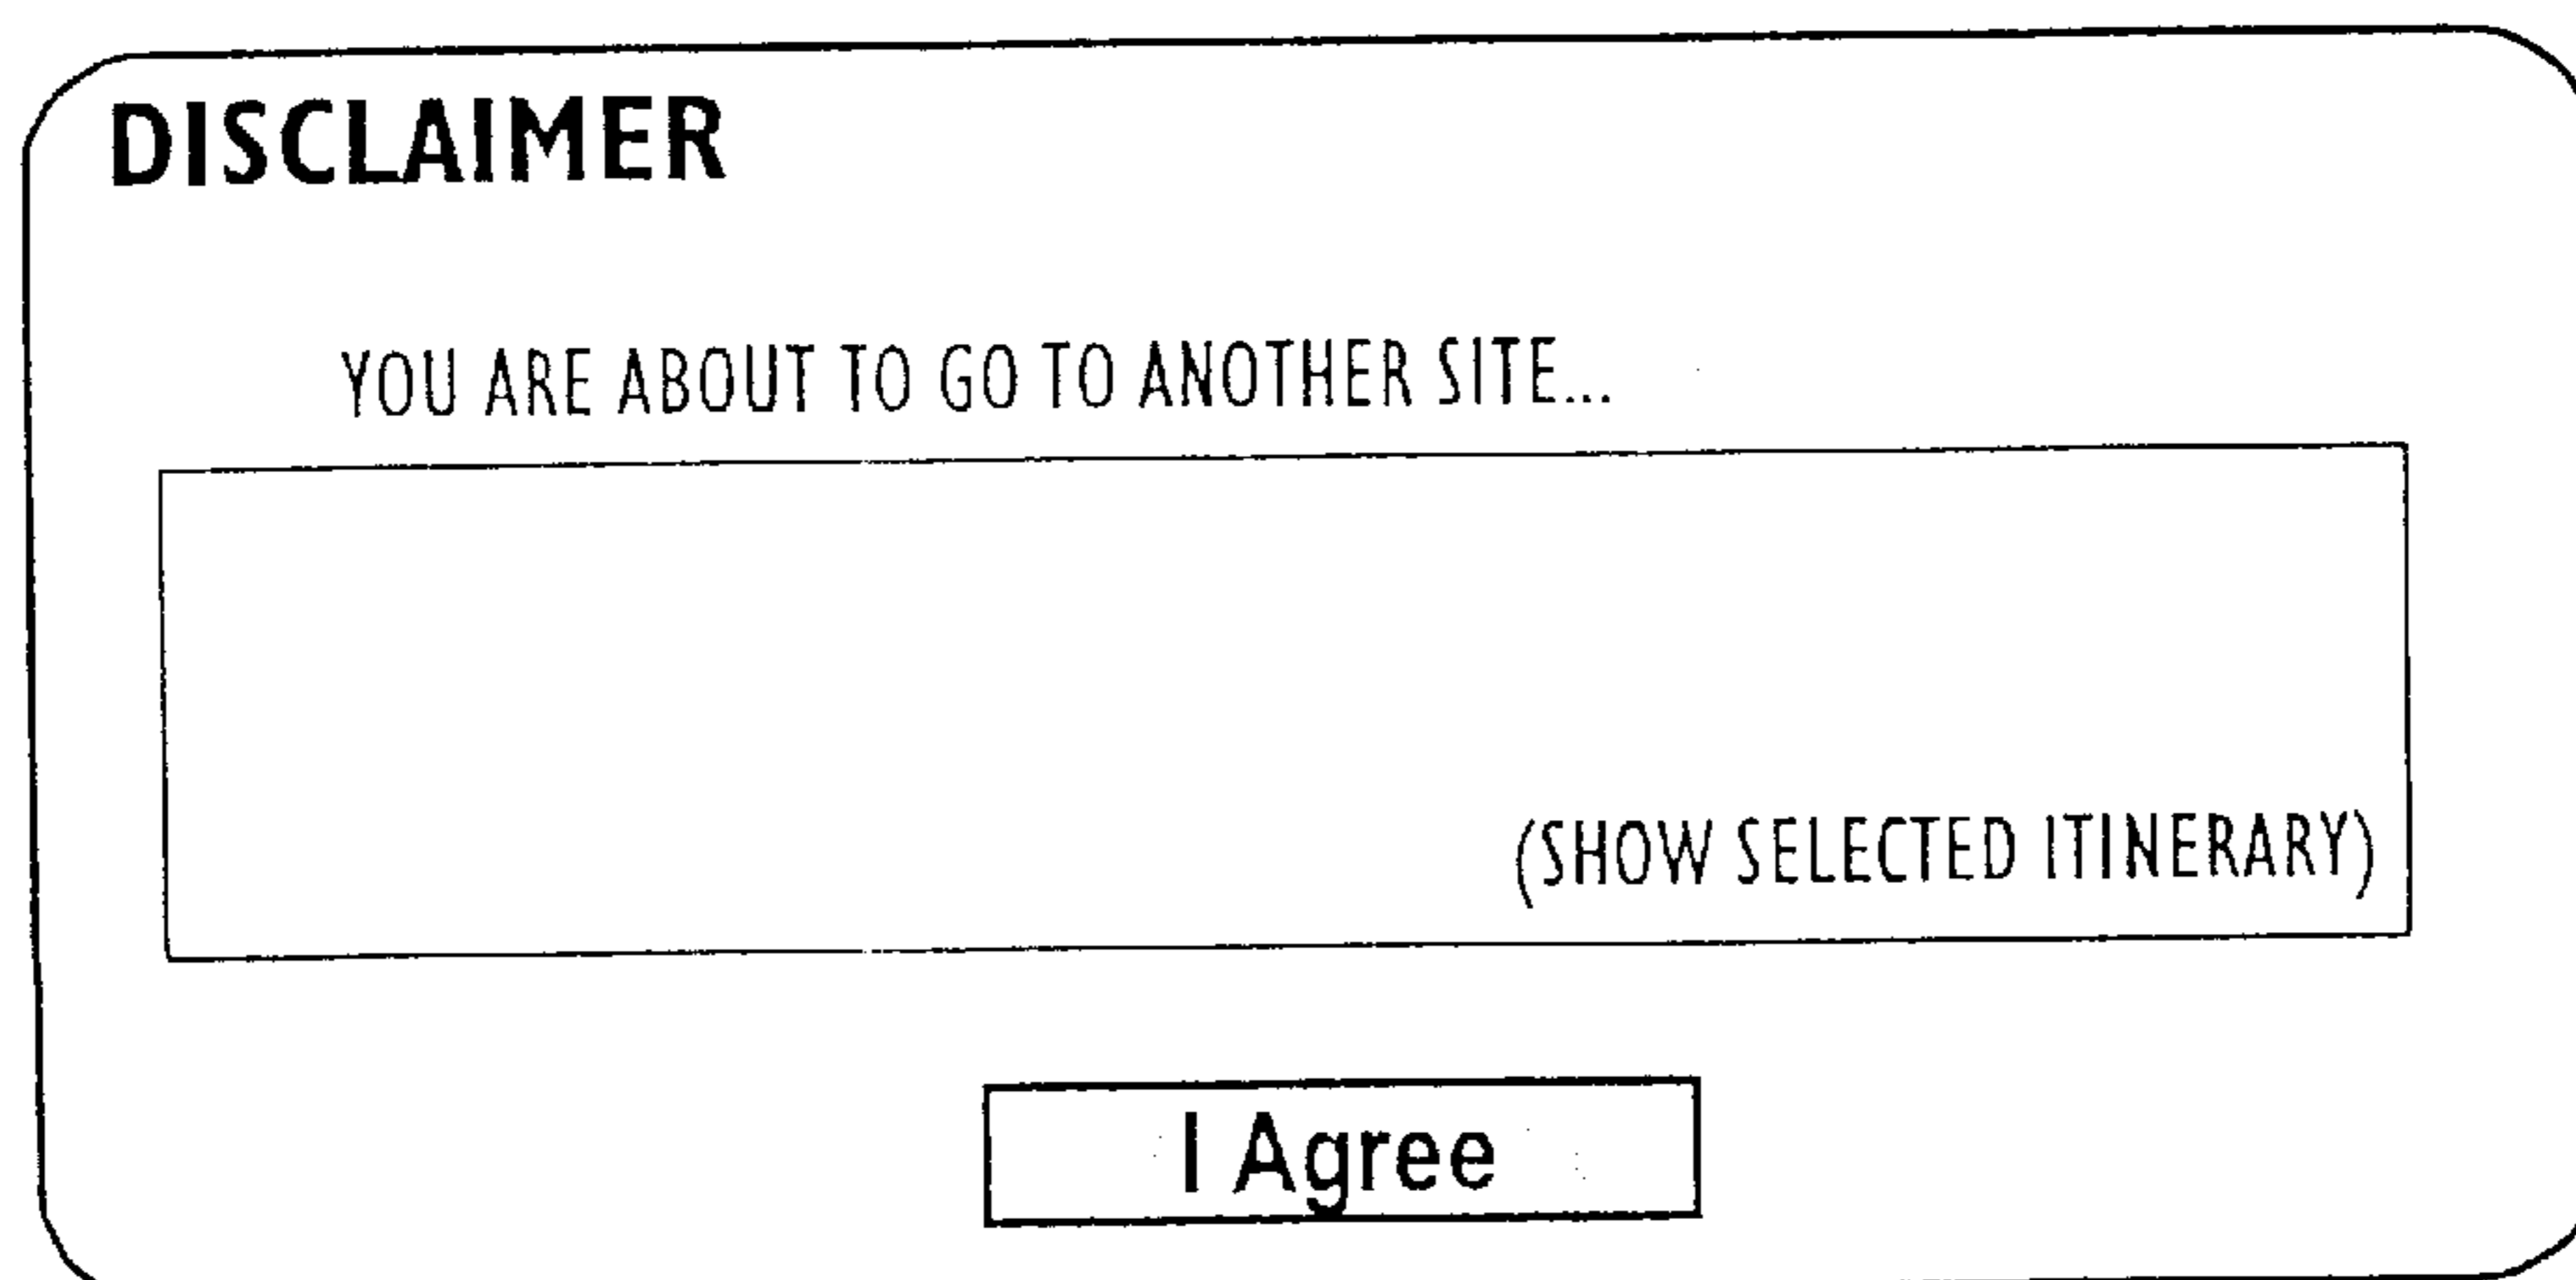 DISCLAIMER
YOU ARE ABOUT TO GO TO ANOTHER SITE...
(SHOW SELECTED ITINERARY)
I Agree